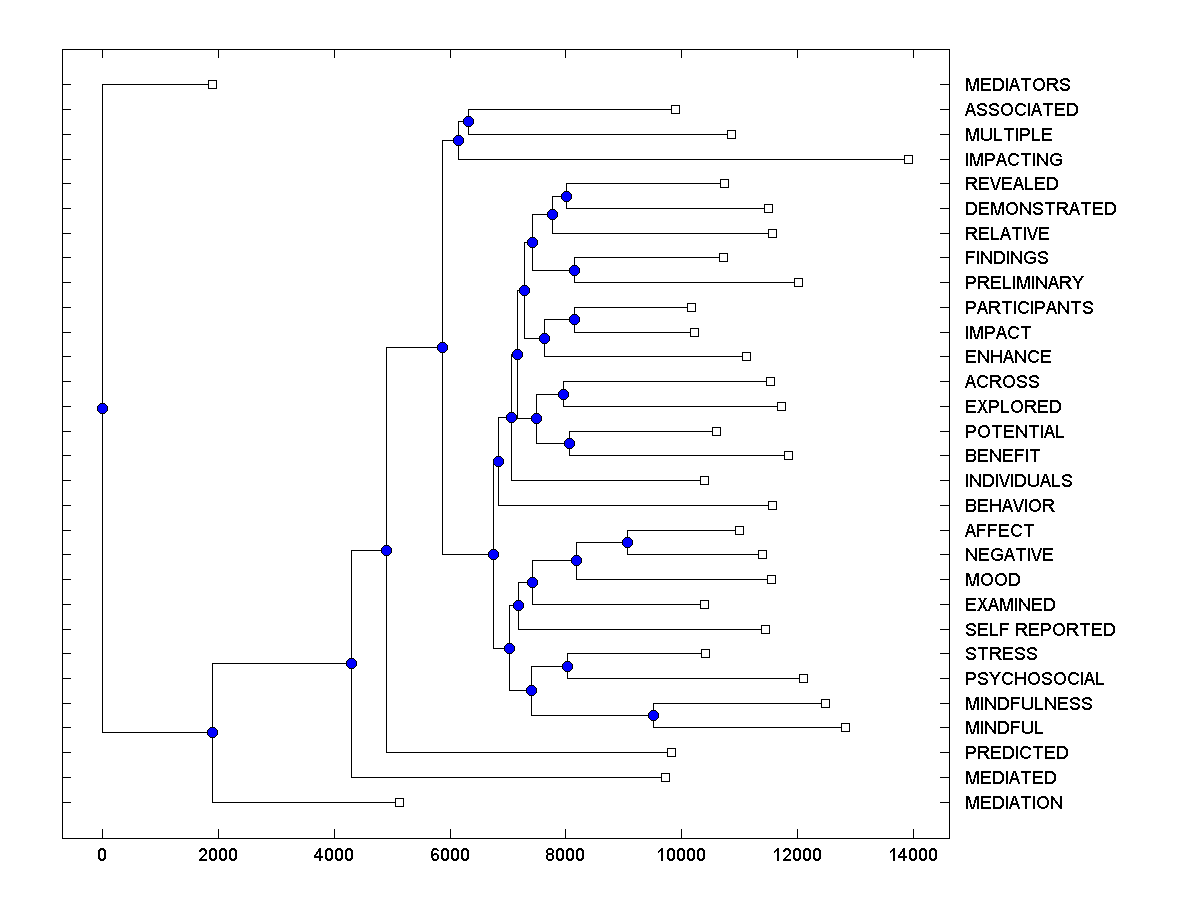 MEDIATORS
ASSOCIATED
MULTIPLE
IMPACTING
REVEALED
DEMONSTRATED
RELATIVE
FINDINGS
PRELIMINARY
PARTICIPANTS
IMPACT
ENHANCE
ACROSS
EXPLORED
POTENTIAL
BENEFIT
INDIVIDUALS
BEHAVIOR
AFFECT
NEGATIVE
MOOD
EXAMINED
SELF REPORTED
STRESS
PSYCHOSOCIAL
MINDFULNESS
MINDFUL
PREDICTED
MEDIATED
MEDIATION
0 2000 4000 6000 8000 10000 12000 14000